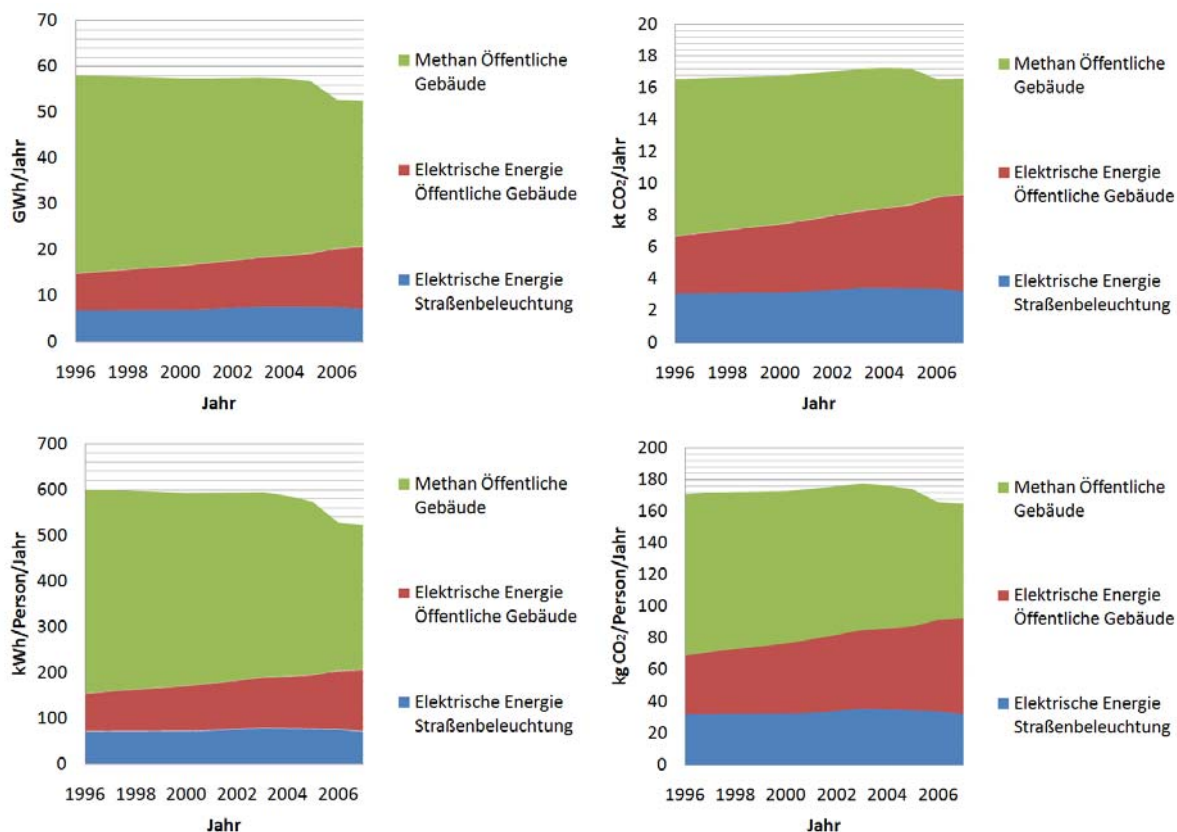 GWh/Jahr
70
60
50
40
30
20
10
0
1996 1998 2000 2002 2004 2006
Jahr
Methan Öffentliche
Gebäude
Elektrische Energie
Öffentliche Gebäude
Elektrische Energie
Straßenbeleuchtung
kt CO₂/Jahr
20
18
16
14
12
10
8
6
4
2
0
1996 1998 2000 2002 2004 2006
Jahr
Methan Öffentliche
Gebäude
Elektrische Energie
Öffentliche Gebäude
Elektrische Energie
Straßenbeleuchtung
kWh/Person/Jahr
700
600
500
400
300
200
100
0
1996 1998 2000 2002 2004 2006
Jahr
Methan Öffentliche
Gebäude
Elektrische Energie
Öffentliche Gebäude
Elektrische Energie
Straßenbeleuchtung
kg CO₂/Person/Jahr
200
180
160
140
120
100
80
60
40
20
0
1996 1998 2000 2002 2004 2006
Jahr
Methan Öffentliche
Gebäude
Elektrische Energie
Öffentliche Gebäude
Elektrische Energie
Straßenbeleuchtung